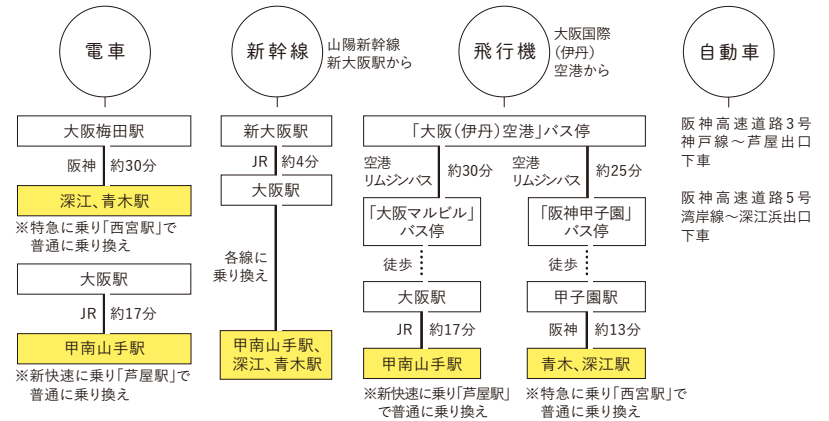 電車
大阪梅田駅
阪神 約30分
深江、青木駅
※特急に乗り「西宮駅」で
普通に乗り換え
大阪駅
JR 約17分
甲南山手駅
※新快速に乗り「芦屋駅」で
普通に乗り換え
新幹線
山陽新幹線
新大阪駅から
新大阪駅
JR 約4分
大阪駅
各線に
乗り換え
甲南山手駅、
深江、青木駅
飛行機
大阪国際
(伊丹)
空港から
「大阪(伊丹)空港」バス停
空港
リムジンバス
約30分
「大阪マルビル」
バス停
徒歩
大阪駅
JR 約17分
甲南山手駅
※新快速に乗り「芦屋駅」
で普通に乗り換え
空港
リムジンバス
約25分
「阪神甲子園」
バス停
徒歩
甲子園駅
阪神 約13分
青木、深江駅
※特急に乗り「西宮駅」で
普通に乗り換え
自動車
阪神高速道路3号
神戸線〜芦屋出口
下車
阪神高速道路5号
湾岸線〜深江浜出口
下車